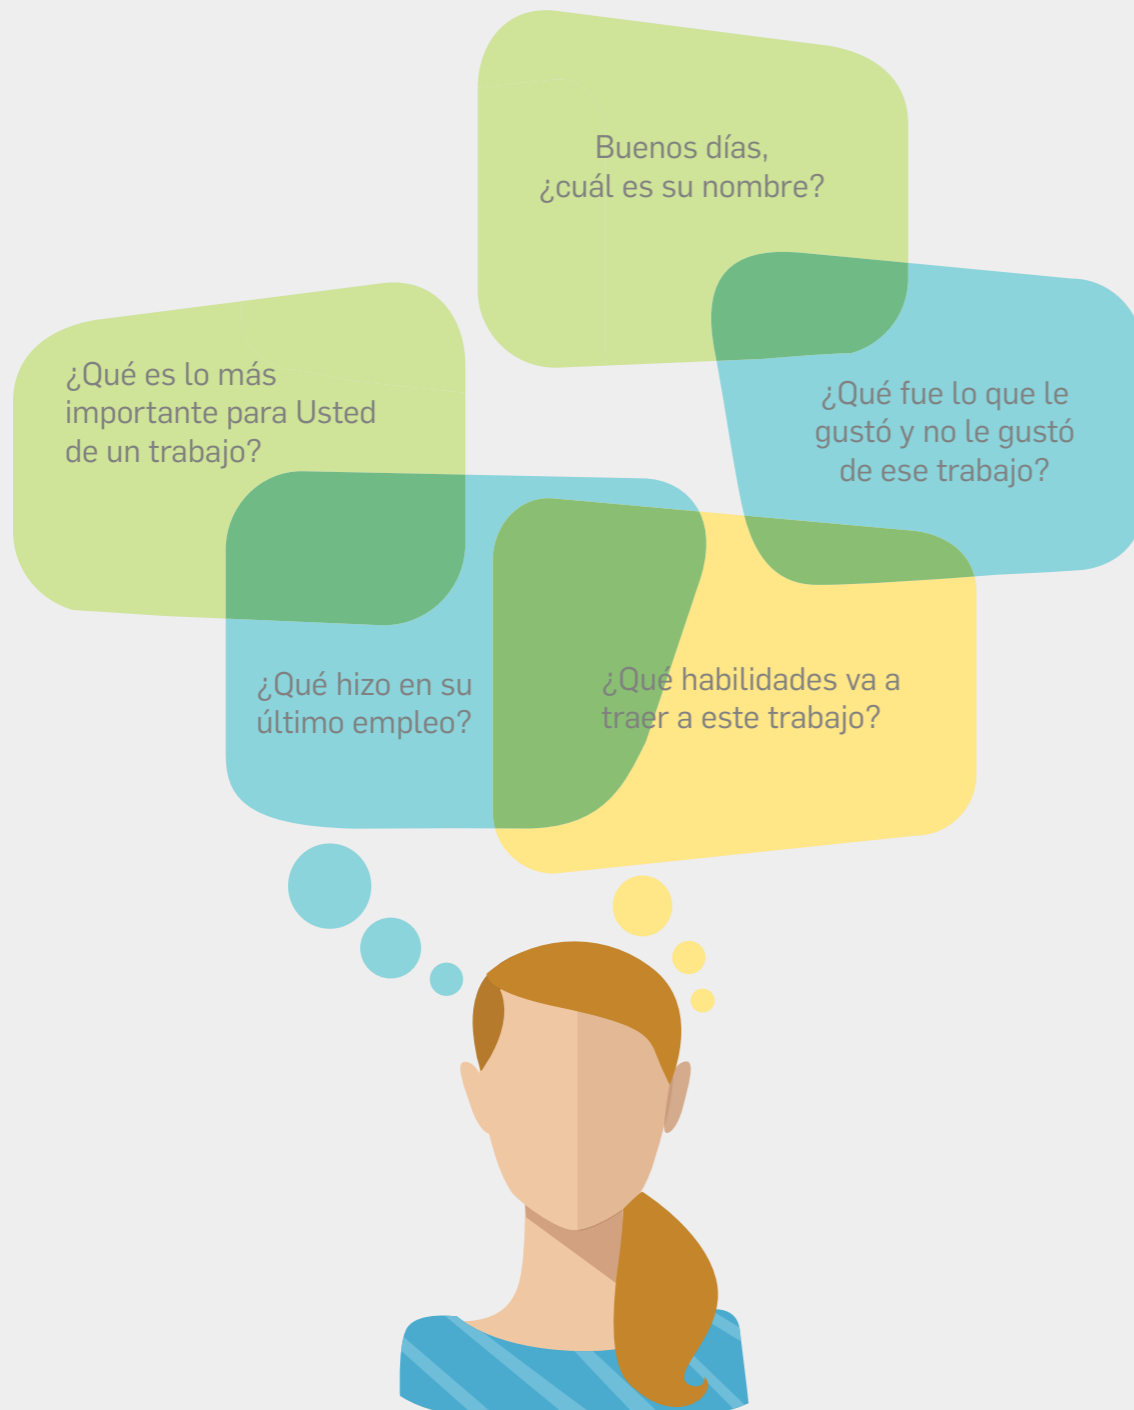 Buenos días,
¿cuál es su nombre?
¿Qué es lo más
importante para Usted
de un trabajo?
¿Qué fue lo que le
gustó y no le gustó
de ese trabajo?
¿Qué hizo en su
último empleo?
¿Qué habilidades va a
traer a este trabajo?